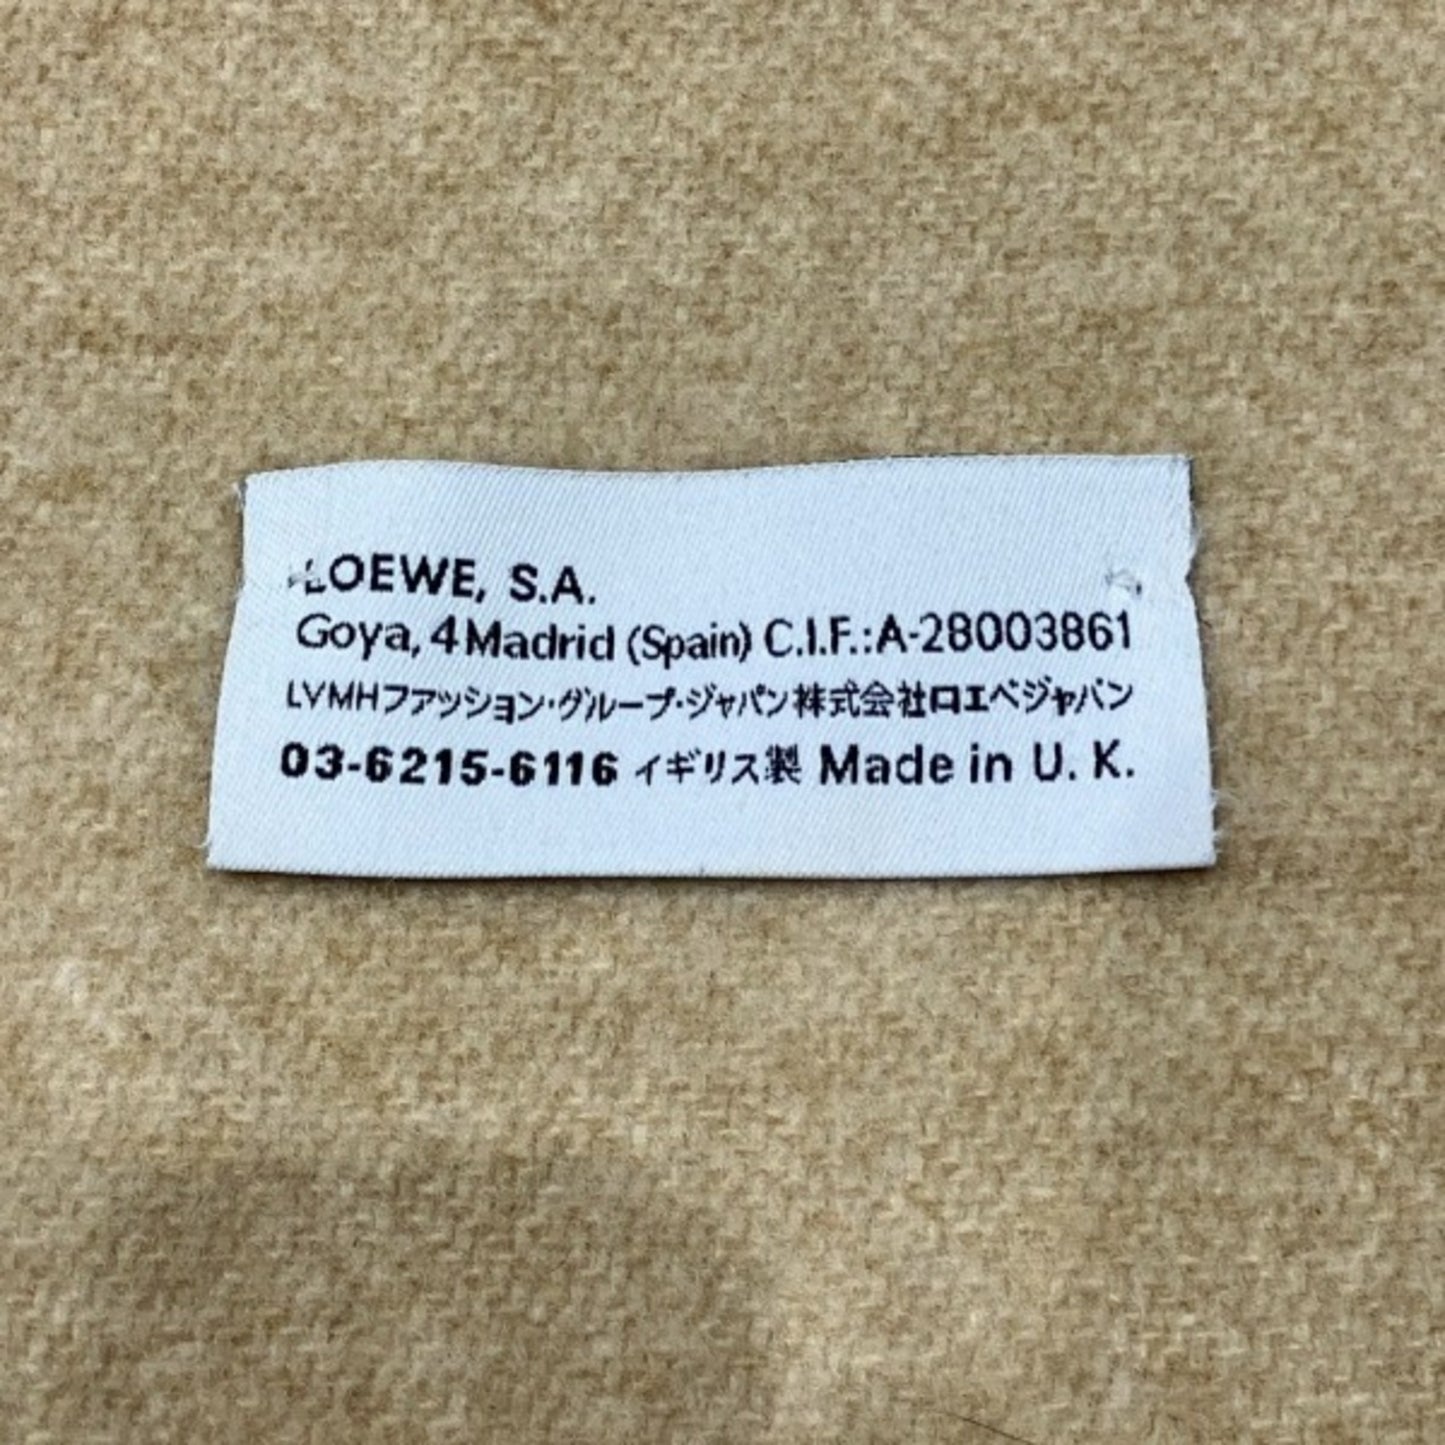 LOEWE, S.A.
Goya, 4 Madrid (Spain) C.I.F.:A-28003861
LVMHファッション・グループ・ジャパン株式会社ロエベジャパン
03-6215-6116 イギリス製 Made in U. K.